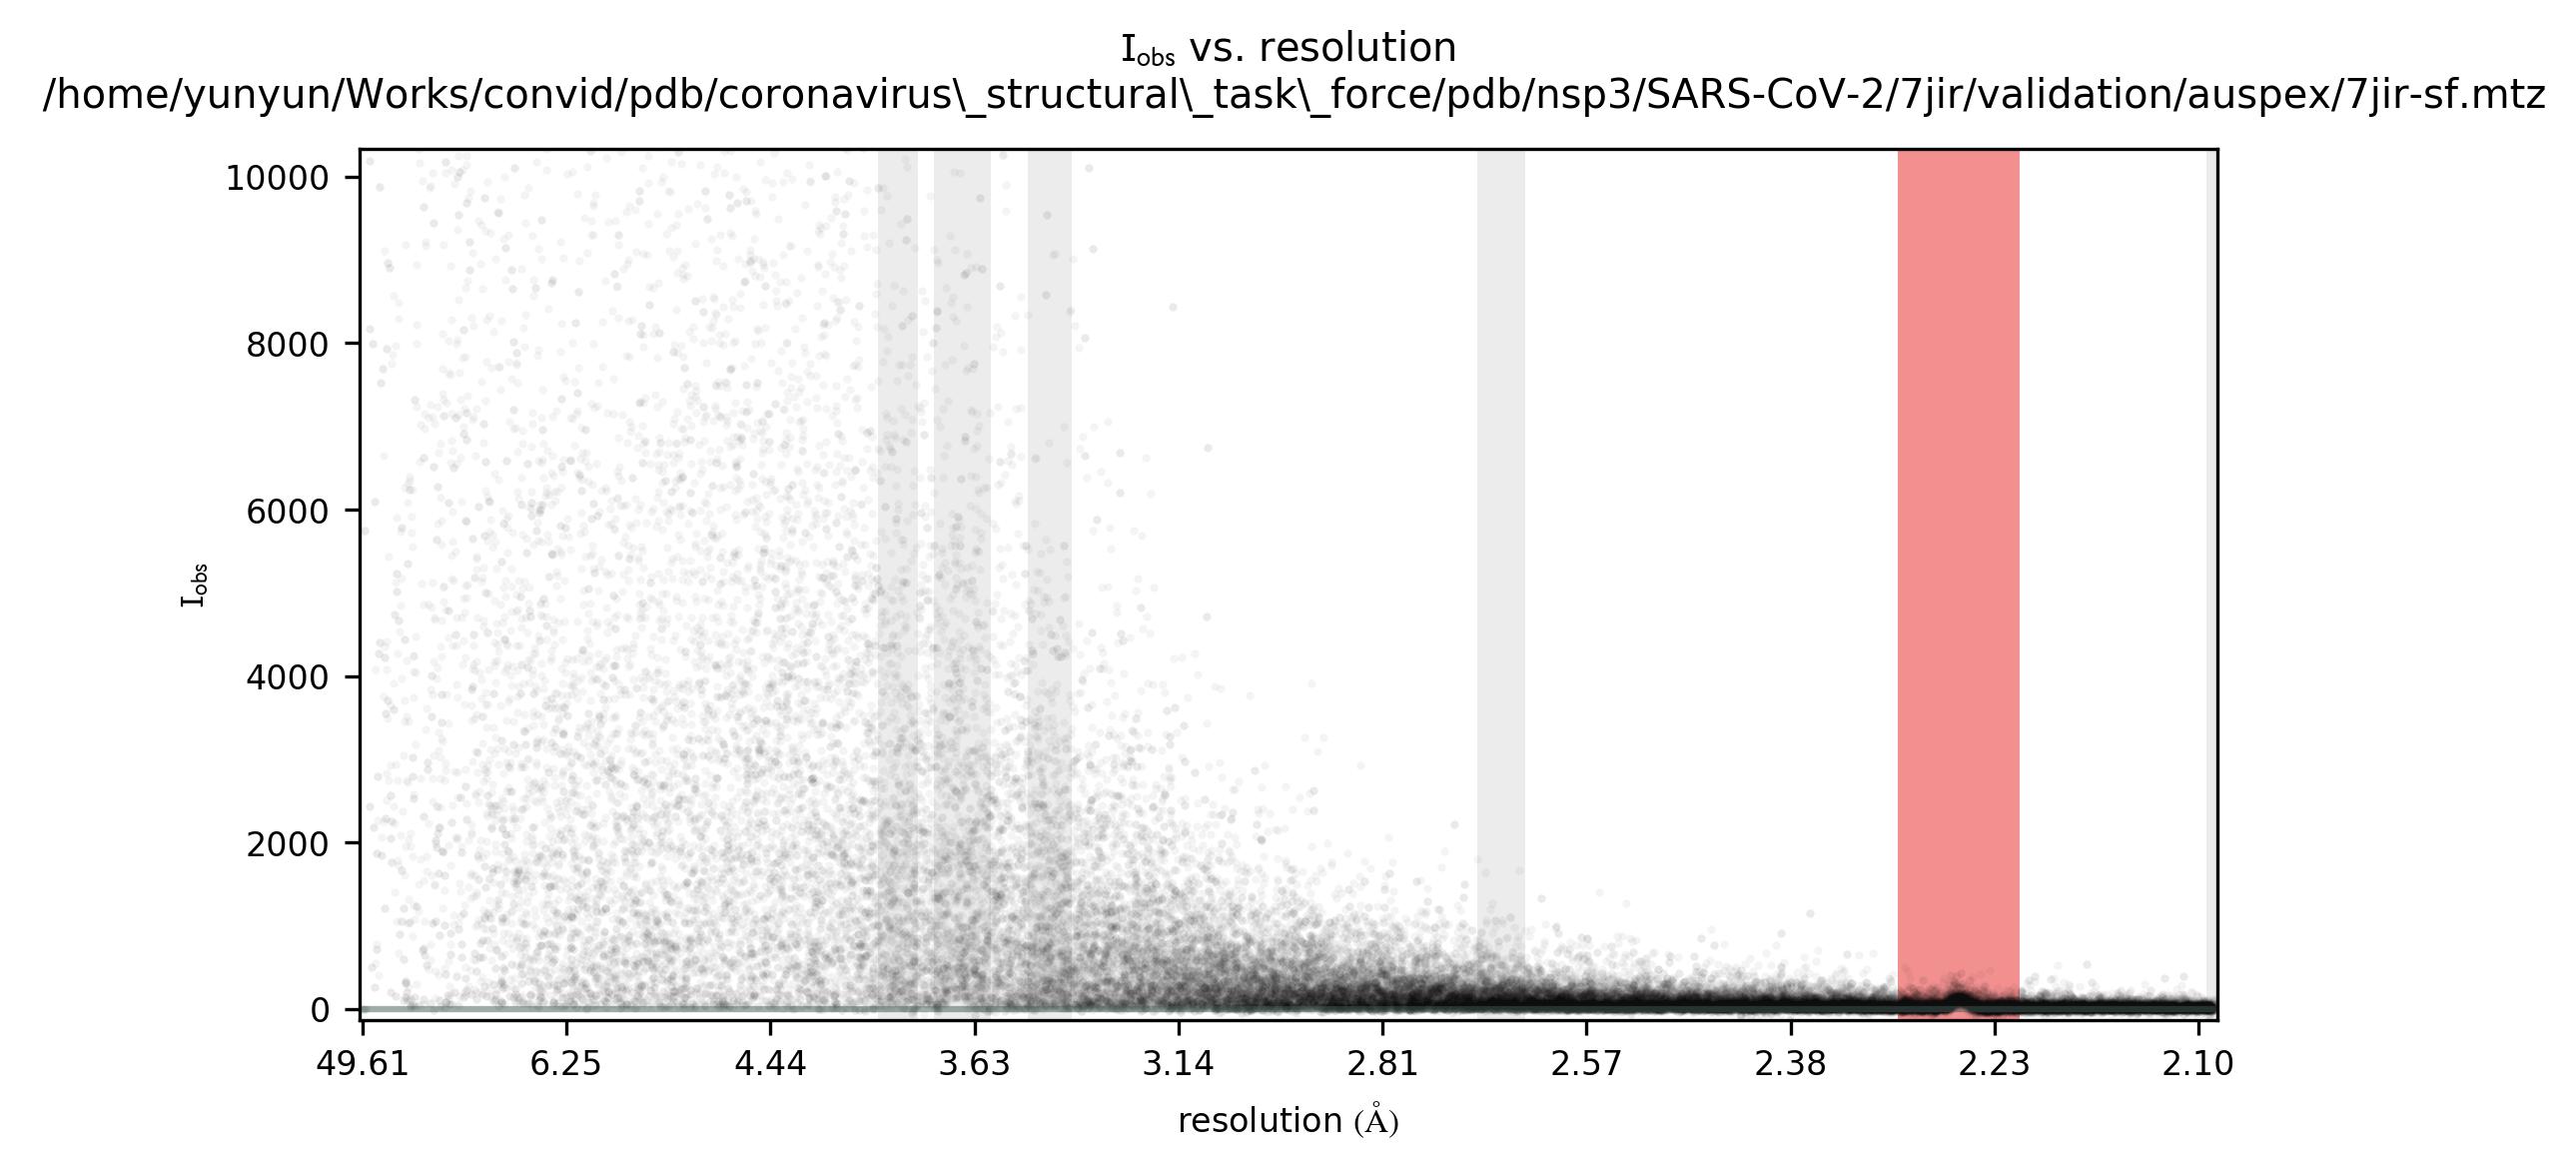 I_obs vs. resolution
/home/yunyun/Works/convid/pdb/coronavirus\_structural\_task\_force/pdb/nsp3/SARS-CoV-2/7jir/validation/auspex/7jir-sf.mtz
10000
8000
6000
4000
2000
0
I_obs
49.61 6.25 4.44 3.63 3.14 2.81 2.57 2.38 2.23 2.10
resolution (Å)